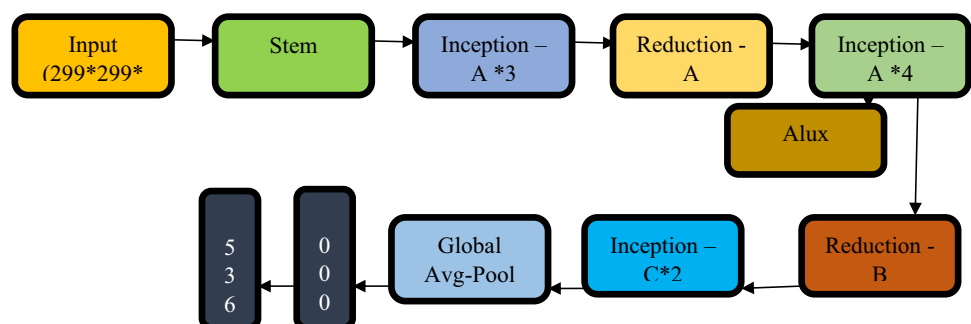 Input
(299*299*
Stem
Inception –
A *3
Reduction -
A
Inception –
A *4
Alux
Reduction -
B
Inception –
C*2
Global
Avg-Pool
0
0
0
5
3
6